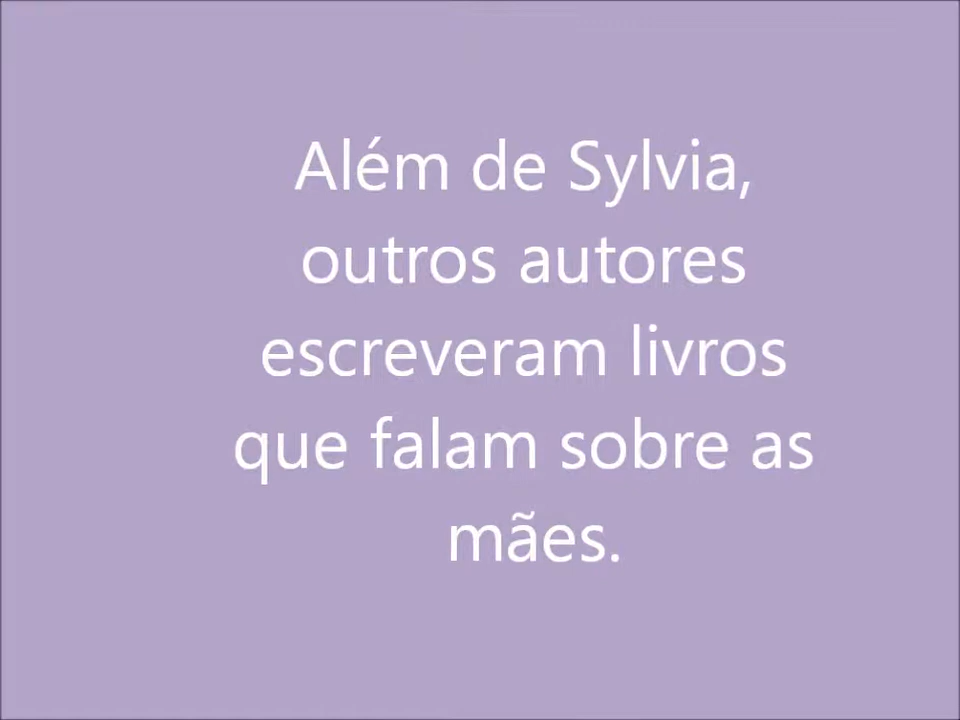 Além de Sylvia,
outros autores
escreveram livros
que falam sobre as
mães.